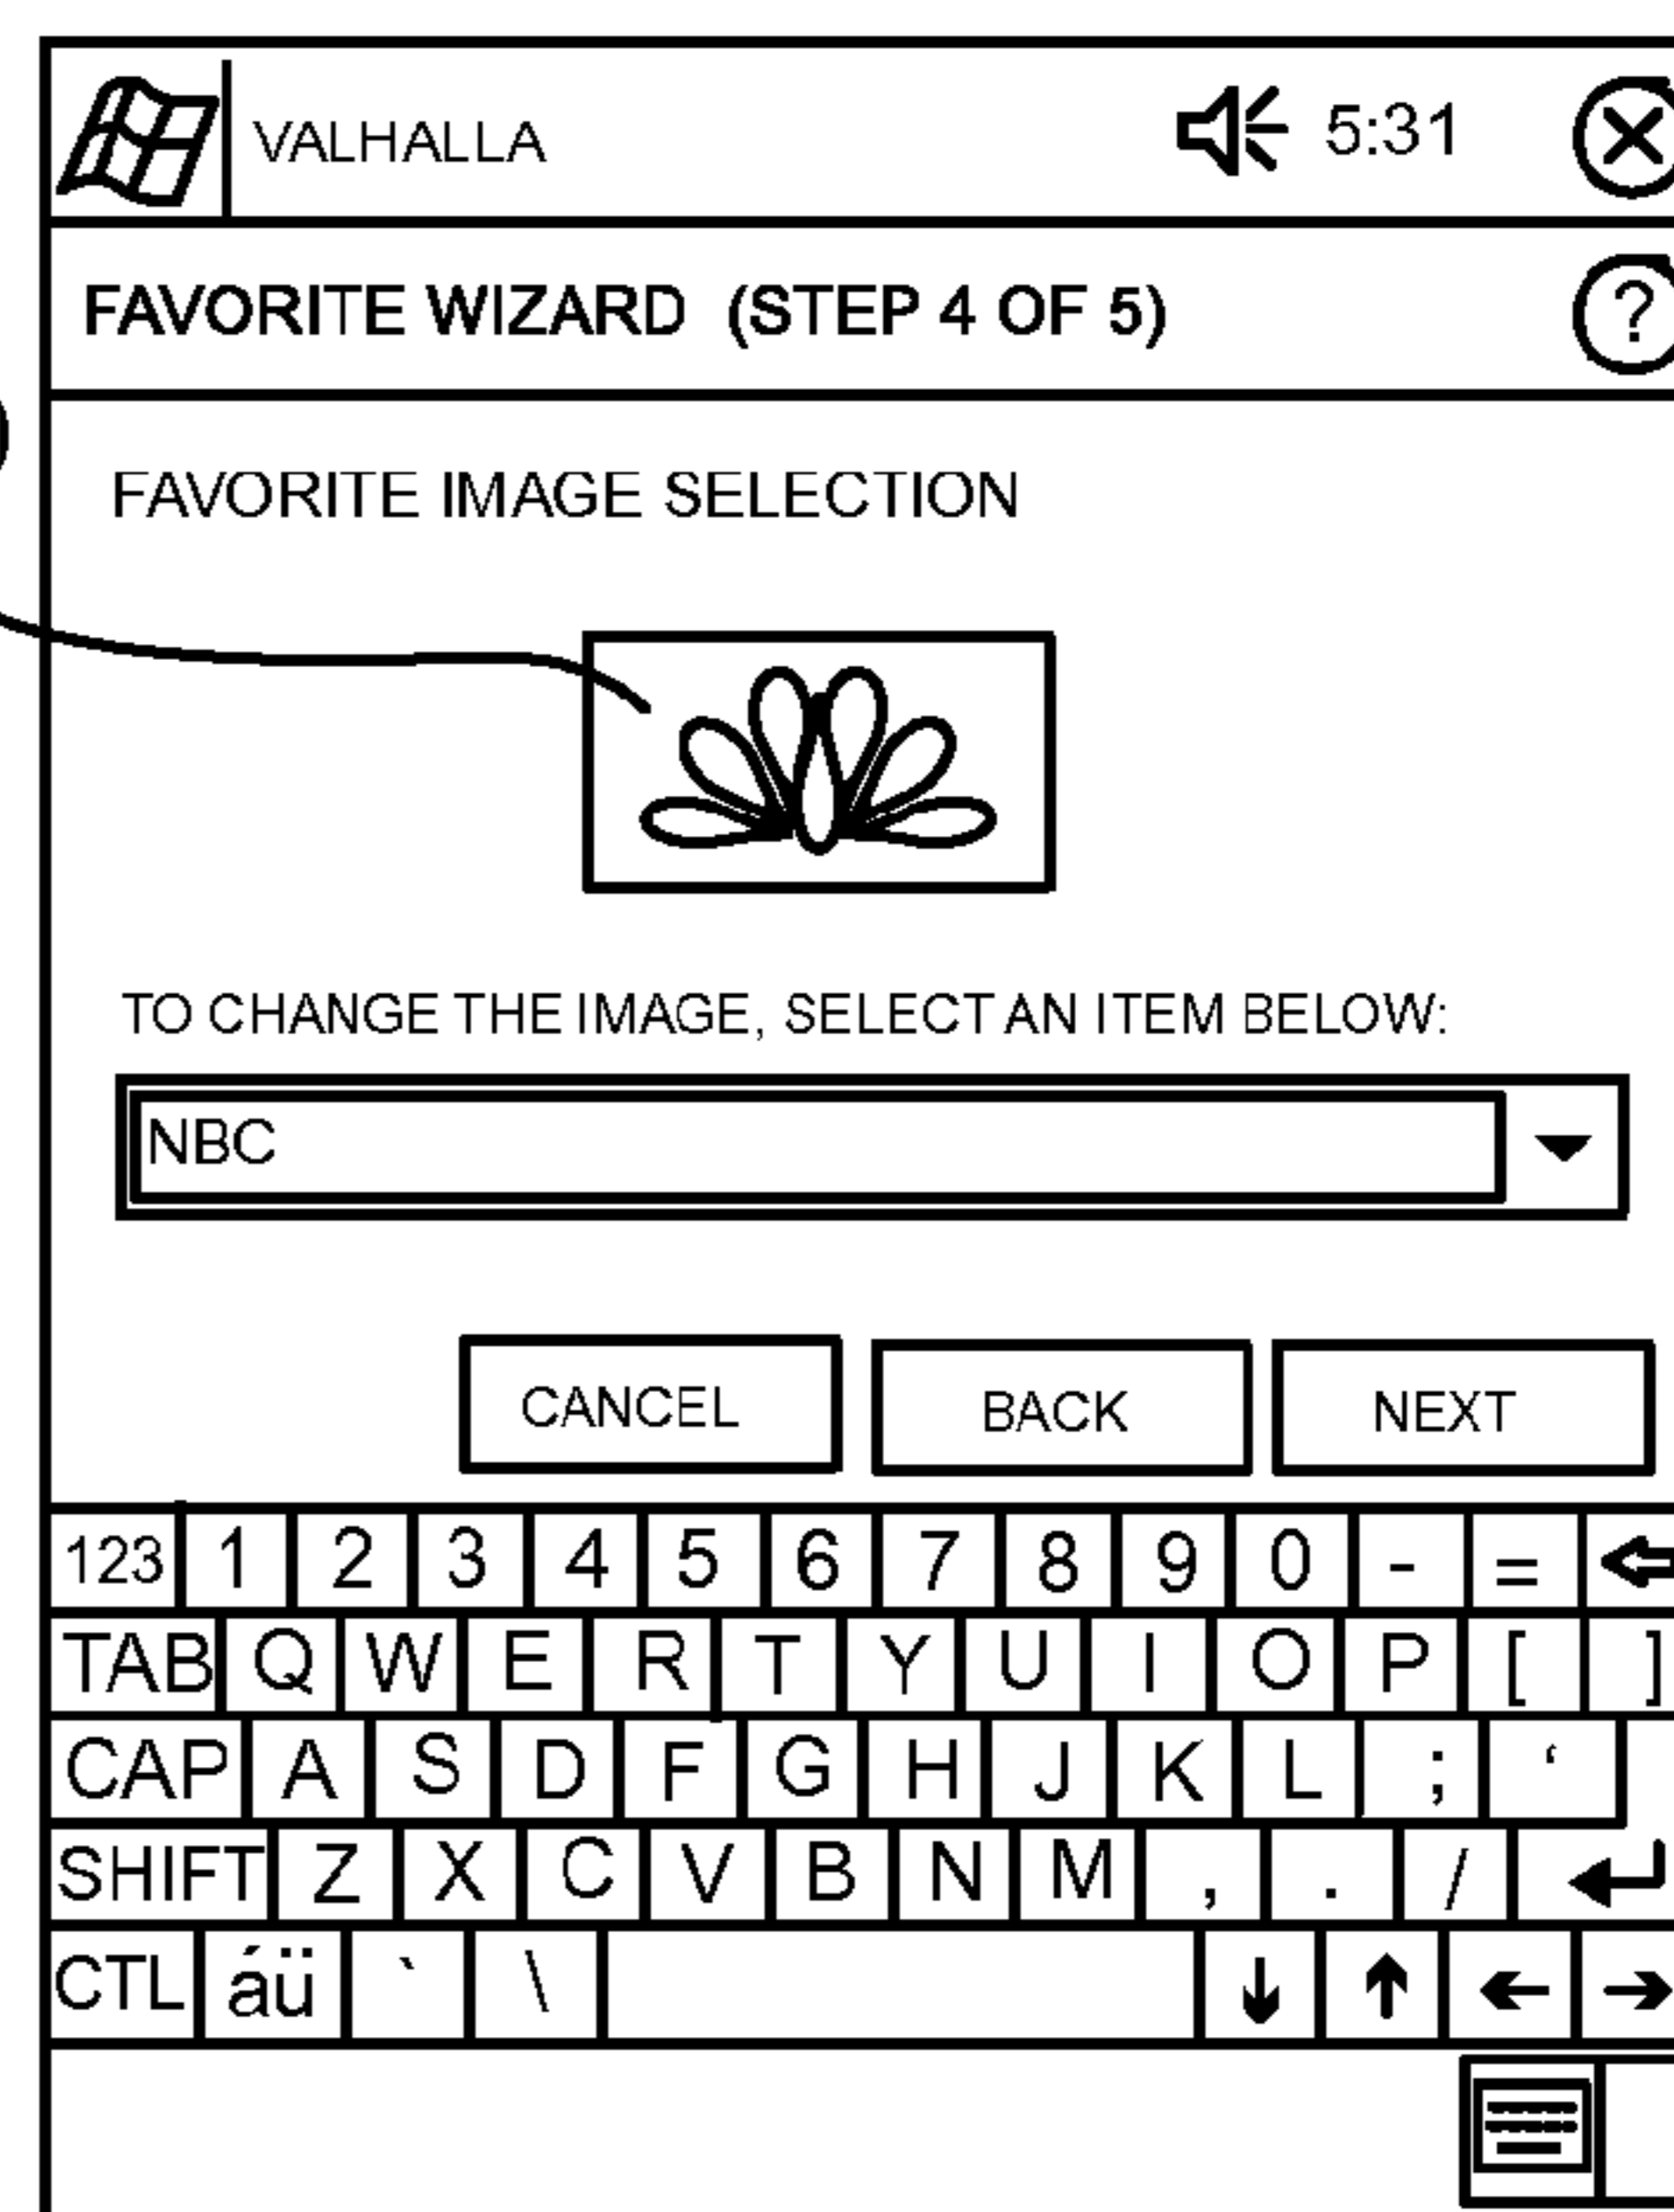 VALHALLA 5:31
FAVORITE WIZARD (STEP 4 OF 5) ?
FAVORITE IMAGE SELECTION
TO CHANGE THE IMAGE, SELECT AN ITEM BELOW:
NBC
CANCEL BACK NEXT
123 1 2 3 4 5 6 7 8 9 0 - =
TAB Q W E R T Y U I O P [ ]
CAP A S D F G H J K L ; ‘
SHIFT Z X C V B N M , . /
CTL áü ` \